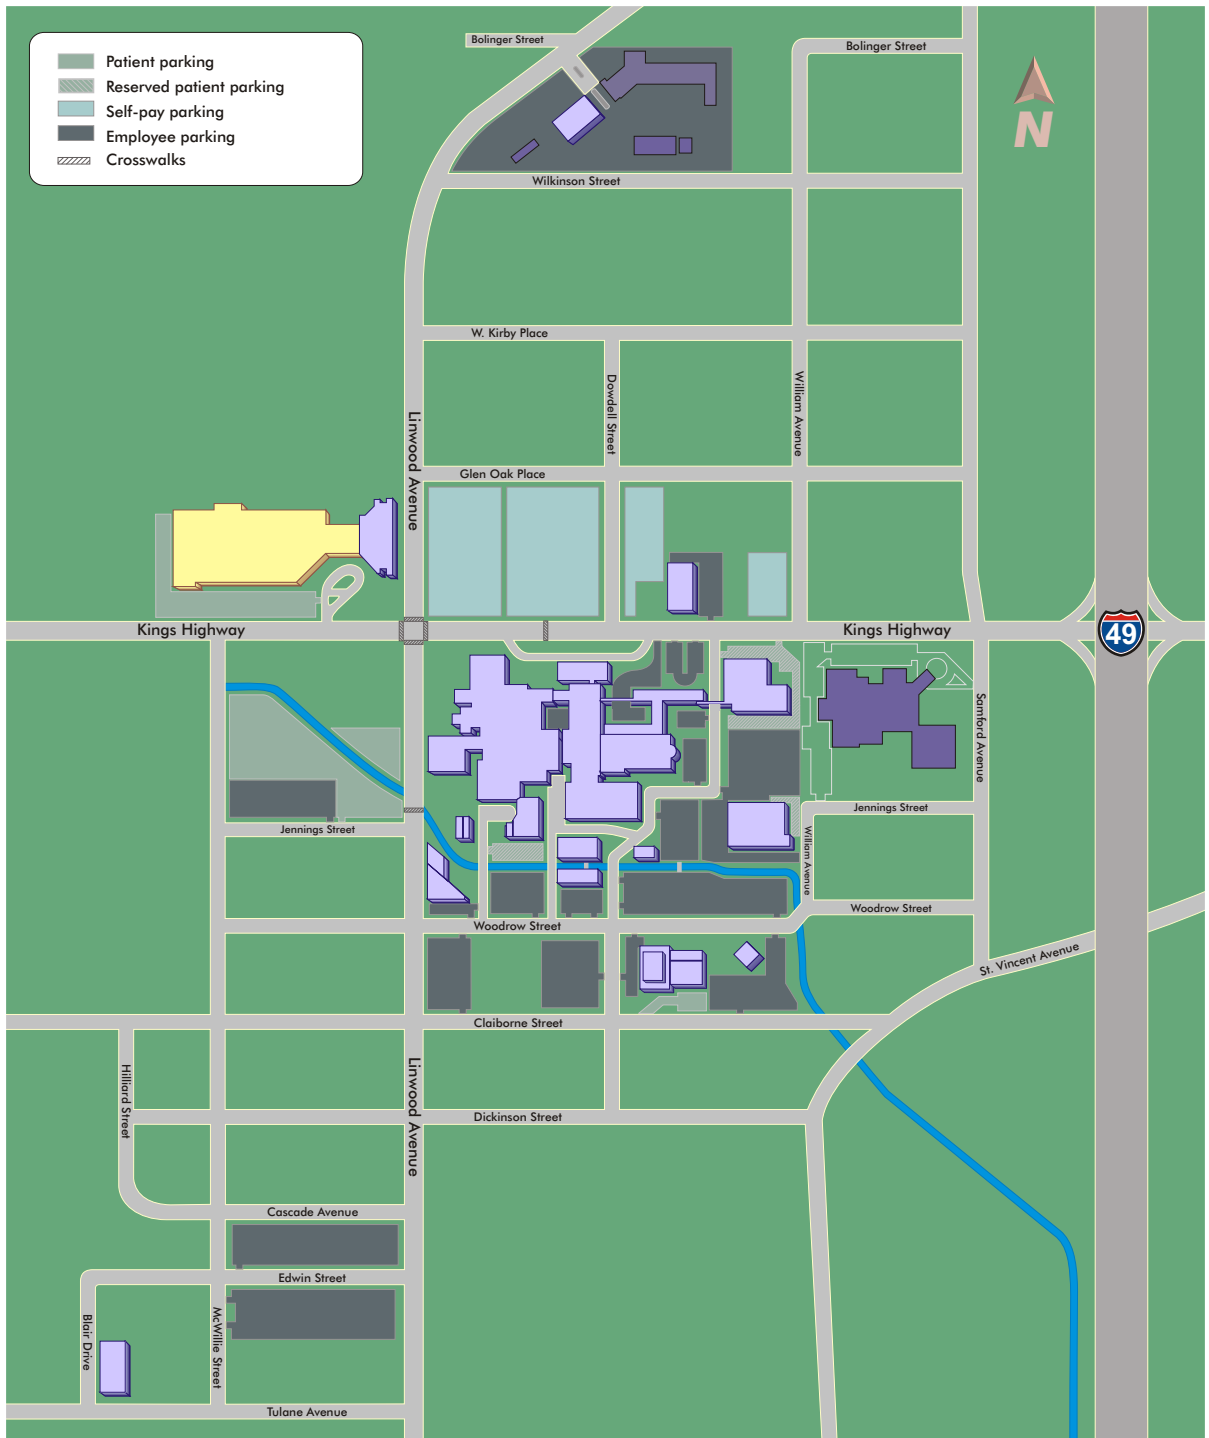 Patient parking
Reserved patient parking
Self-pay parking
Employee parking
Crosswalks
Bolinger Street
Bolinger Street
N
Wilkinson Street
W. Kirby Place
Dowdell Street
William Avenue
Linwood Avenue
Glen Oak Place
Kings Highway
Kings Highway
49
Samford Avenue
Jennings Street
Jennings Street
William Avenue
Woodrow Street
Woodrow Street
St. Vincent Avenue
Claiborne Street
Hilliard Street
Linwood Avenue
Dickinson Street
Cascade Avenue
Edwin Street
Blair Drive
McWillie Street
Tulane Avenue